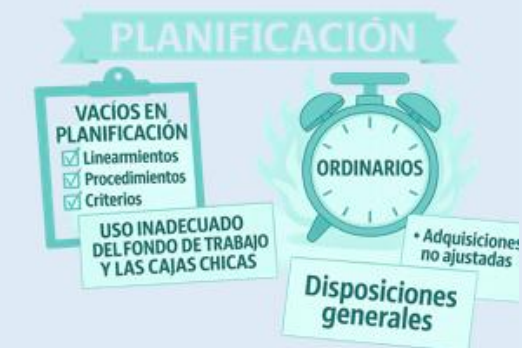 PLANIFICACIÓN
VACÍOS EN
PLANIFICACIÓN
Linearmientos
Procedimientos
Criterios
USO INADECUADO
DEL FONDO DE TRABAJO
Y LAS CAJAS CHICAS
ORDINARIOS
• Adquisiciones
no ajustadas
Disposiciones
generales